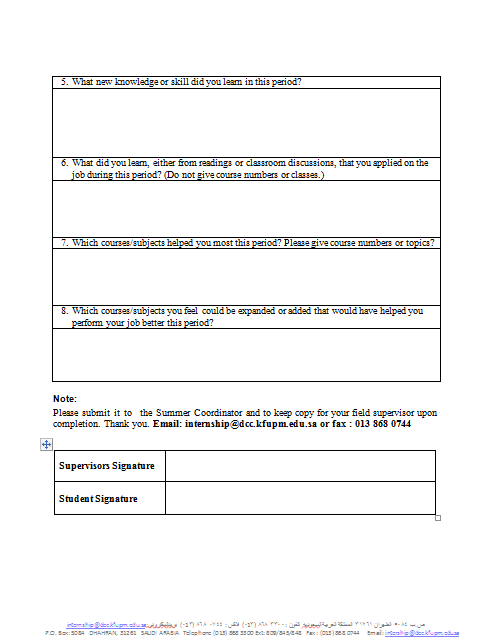 5. What new knowledge or skill did you learn in this period?
6. What did you learn, either from readings or classroom discussions, that you applied on the
job during this period? (Do not give course numbers or classes.)
7. Which courses/subjects helped you most this period? Please give course numbers or topics?
8. Which courses/subjects you feel could be expanded or added that would have helped you
perform your job better this period?
Note:
Please submit it to the Summer Coordinator and to keep copy for your field supervisor upon
completion. Thank you. Email: internship@dcc.kfupm.edu.sa or fax : 013 868 0744
Supervisors Signature
Student Signature
ص.ب ٥٠٨٤ الظهران ٣١٢٦١ المملكة العربية السعودية internship@dcc.kfupm.edu.sa
P.O. Box: 5084 DHAHRAN, 31261 SAUDI ARABIA Telephone (013) 868 3300 Ext: 809/845/848 Fax : (013) 868 0744 Email: internship@dcc.kfupm.edu.sa